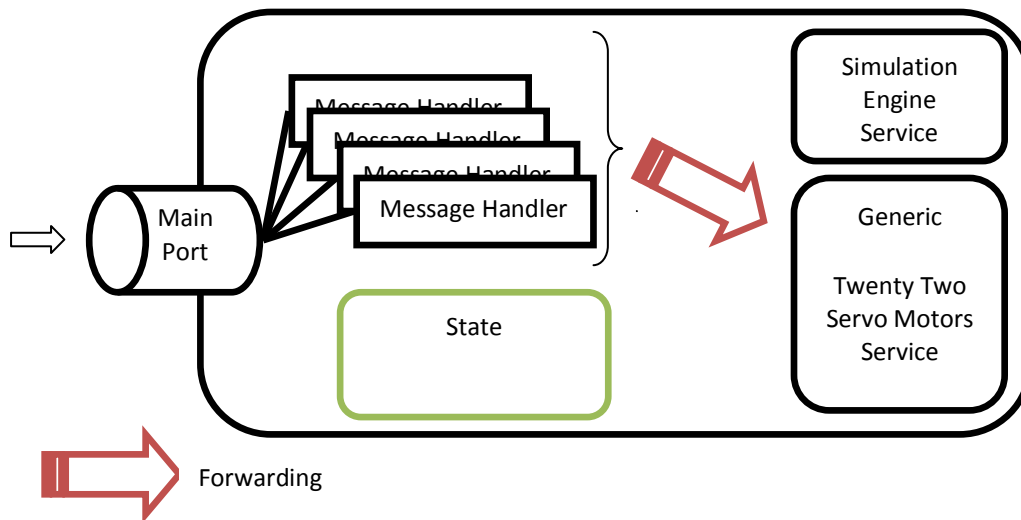 Message Handler
Message Handler
Message Handler
Message Handler
Main
Port
State
Simulation
Engine
Service
Generic
Twenty Two
Servo Motors
Service
Forwarding